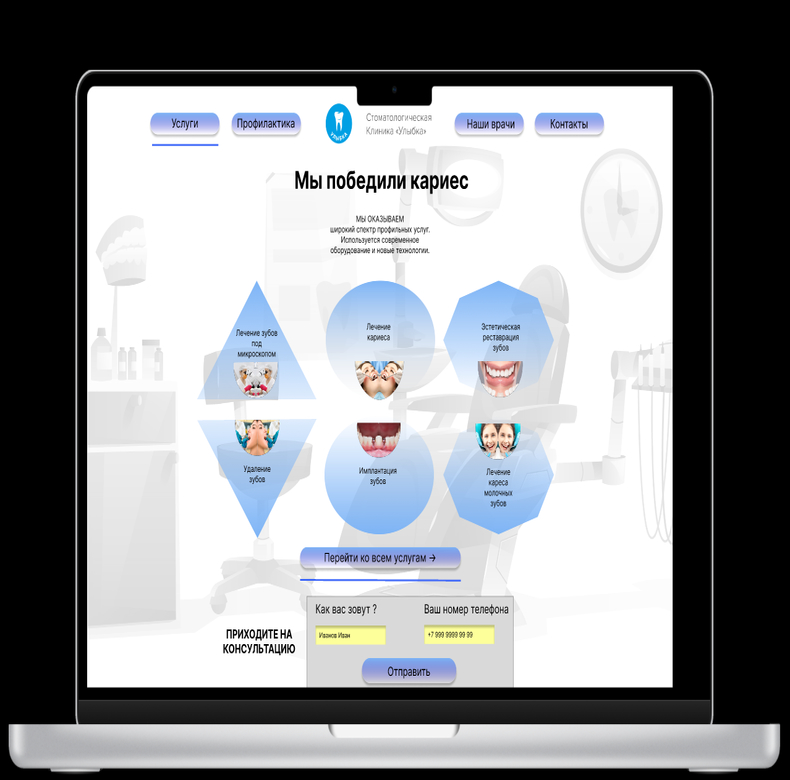 Услуги
Профилактика
УЛЫБКА
Стоматологическая
Клиника «Улыбка»
Наши врачи
Контакты
Мы победили кариес
МЫ ОКАЗЫВАЕМ
широкий спектр профильных услуг.
Используется современное
оборудование и новые технологии.
Лечение зубов
под
микроскопом
Лечение
кариеса
Эстетическая
реставрация
зубов
Удаление
зубов
Имплантация
зубов
Лечение
кареса
молочных
зубов
Перейти ко всем услугам →
ПРИХОДИТЕ НА
КОНСУЛЬТАЦИЮ
Как вас зовут ?
Ваш номер телефона
Иванов Иван
+7 999 9999 99 99
Отправить